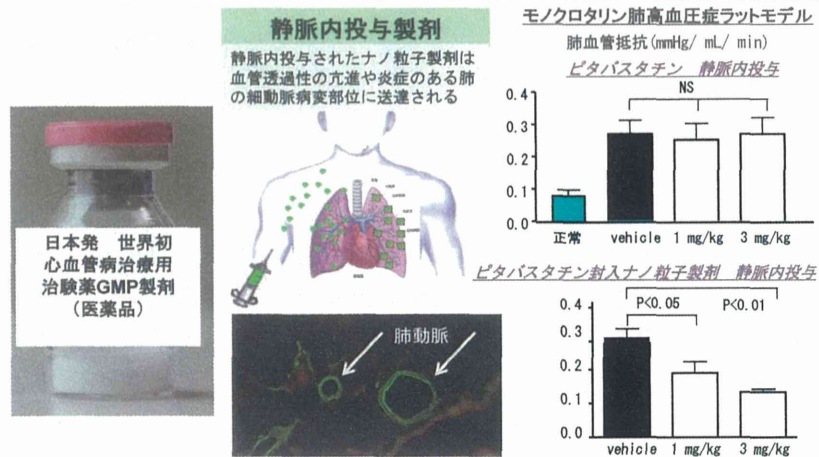 静脈内投与製剤
静脈内投与されたナノ粒子製剤は
血管透過性の亢進や炎症のある肺
の細動脈病変部位に送達される
日本発　世界初
心血管病治療用
治験薬GMP製剤
（医薬品）
肺動脈
モノクロタリン肺高血圧症ラットモデル
肺血管抵抗(mmHg/ mL/ min)
ピタバスタチン　静脈内投与
NS
0.4
0.3
0.2
0.1
0.0
正常 vehicle 1 mg/kg 3 mg/kg
ピタバスタチン封入ナノ粒子製剤　静脈内投与
P<0.05 P<0.01
0.4
0.3
0.2
0.1
0.0
vehicle 1 mg/kg 3 mg/kg